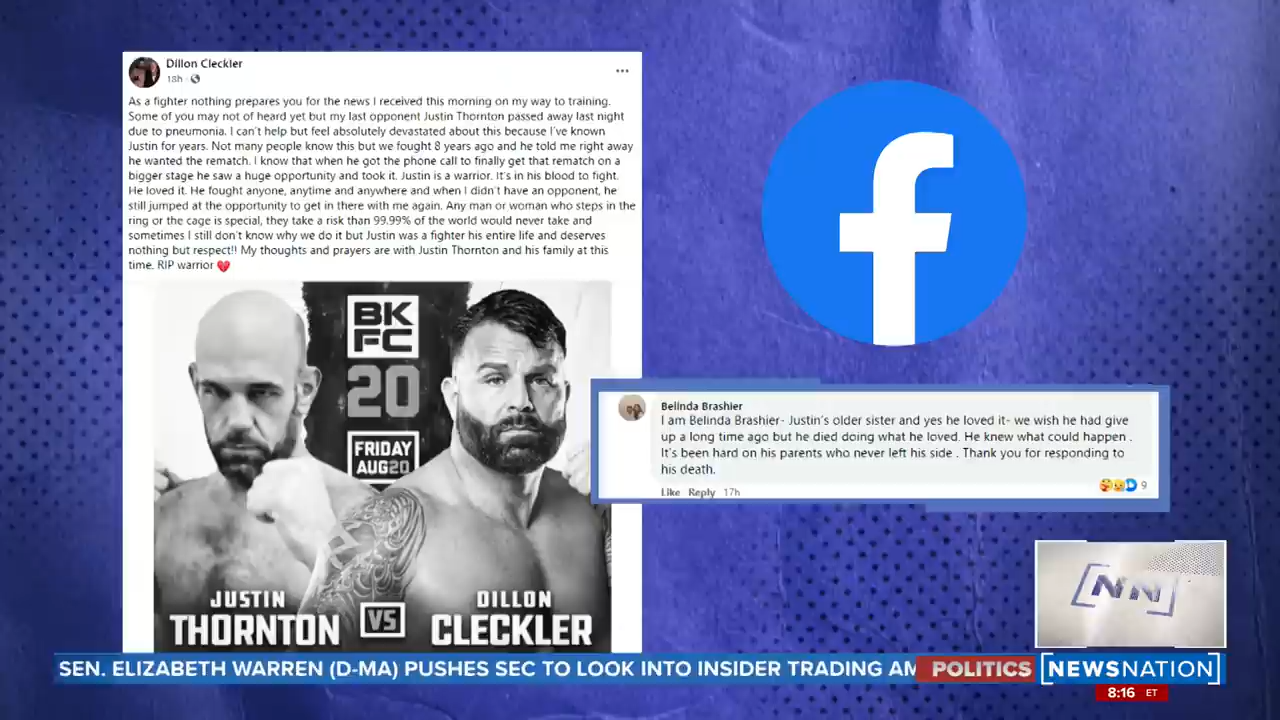 Dillon Cleckler
18h
As a fighter nothing prepares you for the news I received this morning on my way to training.
Some of you may not of heard yet but my last opponent Justin Thornton passed away last night
due to pneumonia. I can't help but feel absolutely devastated about this because I've known
Justin for years. Not many people know this but we fought 8 years ago and he told me right away
he wanted the rematch. I know that when he got the phone call to finally get that rematch on a
bigger stage he saw a huge opportunity and took it. Justin is a warrior. It's in his blood to fight.
He loved it. He fought anyone, anytime and anywhere and when I didn't have an opponent, he
still jumped at the opportunity to get in there with me again. Any man or woman who steps in the
ring or the cage is special, they take a risk than 99.99% of the world would never take and
sometimes I still don't know why we do it but Justin was a fighter his entire life and deserves
nothing but respect!! My thoughts and prayers are with Justin Thornton and his family at this
time. RIP warrior 💔
BK
FC
20
FRIDAY
AUG20
JUSTIN
THORNTON
VS
DILLON
CLECKLER
f
Belinda Brashier
I am Belinda Brashier- Justin's older sister and yes he loved it- we wish he had give
up a long time ago but he died doing what he loved. He knew what could happen .
It's been hard on his parents who never left his side . Thank you for responding to
his death.
Like Reply 17h
9
NN
SEN. ELIZABETH WARREN (D-MA) PUSHES SEC TO LOOK INTO INSIDER TRADING AM
POLITICS
NEWSNATION
8:16 ET